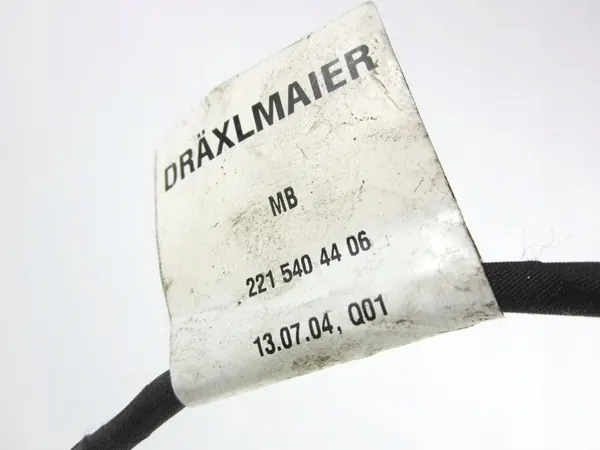 DRÄXLMAIER
MB
221 540 44 06
13.07.04, Q01